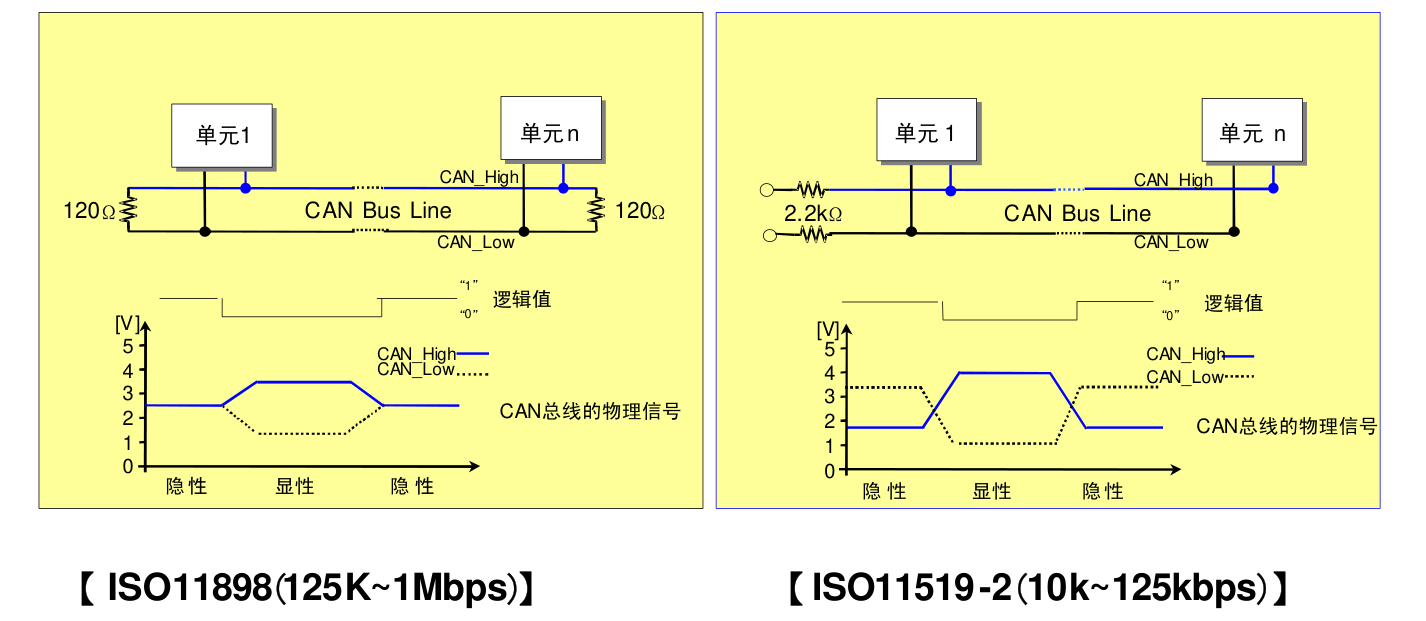 单元1
单元n
CAN_High
120Ω
CAN Bus Line
120Ω
CAN_Low
“1”
逻辑值
“0”
[V]
5
CAN_High
4
CAN_Low
3
CAN总线的物理信号
2
1
0
隐性
显性
隐性
【 ISO11898(125K~1Mbps)】
单元 1
单元 n
CAN_High
2.2kΩ
CAN Bus Line
CAN_Low
“1”
逻辑值
“0”
[V]
5
CAN_High
4
CAN_Low
3
2
CAN总线的物理信号
1
0
隐性
显性
隐性
【 ISO11519-2(10k~125kbps) 】